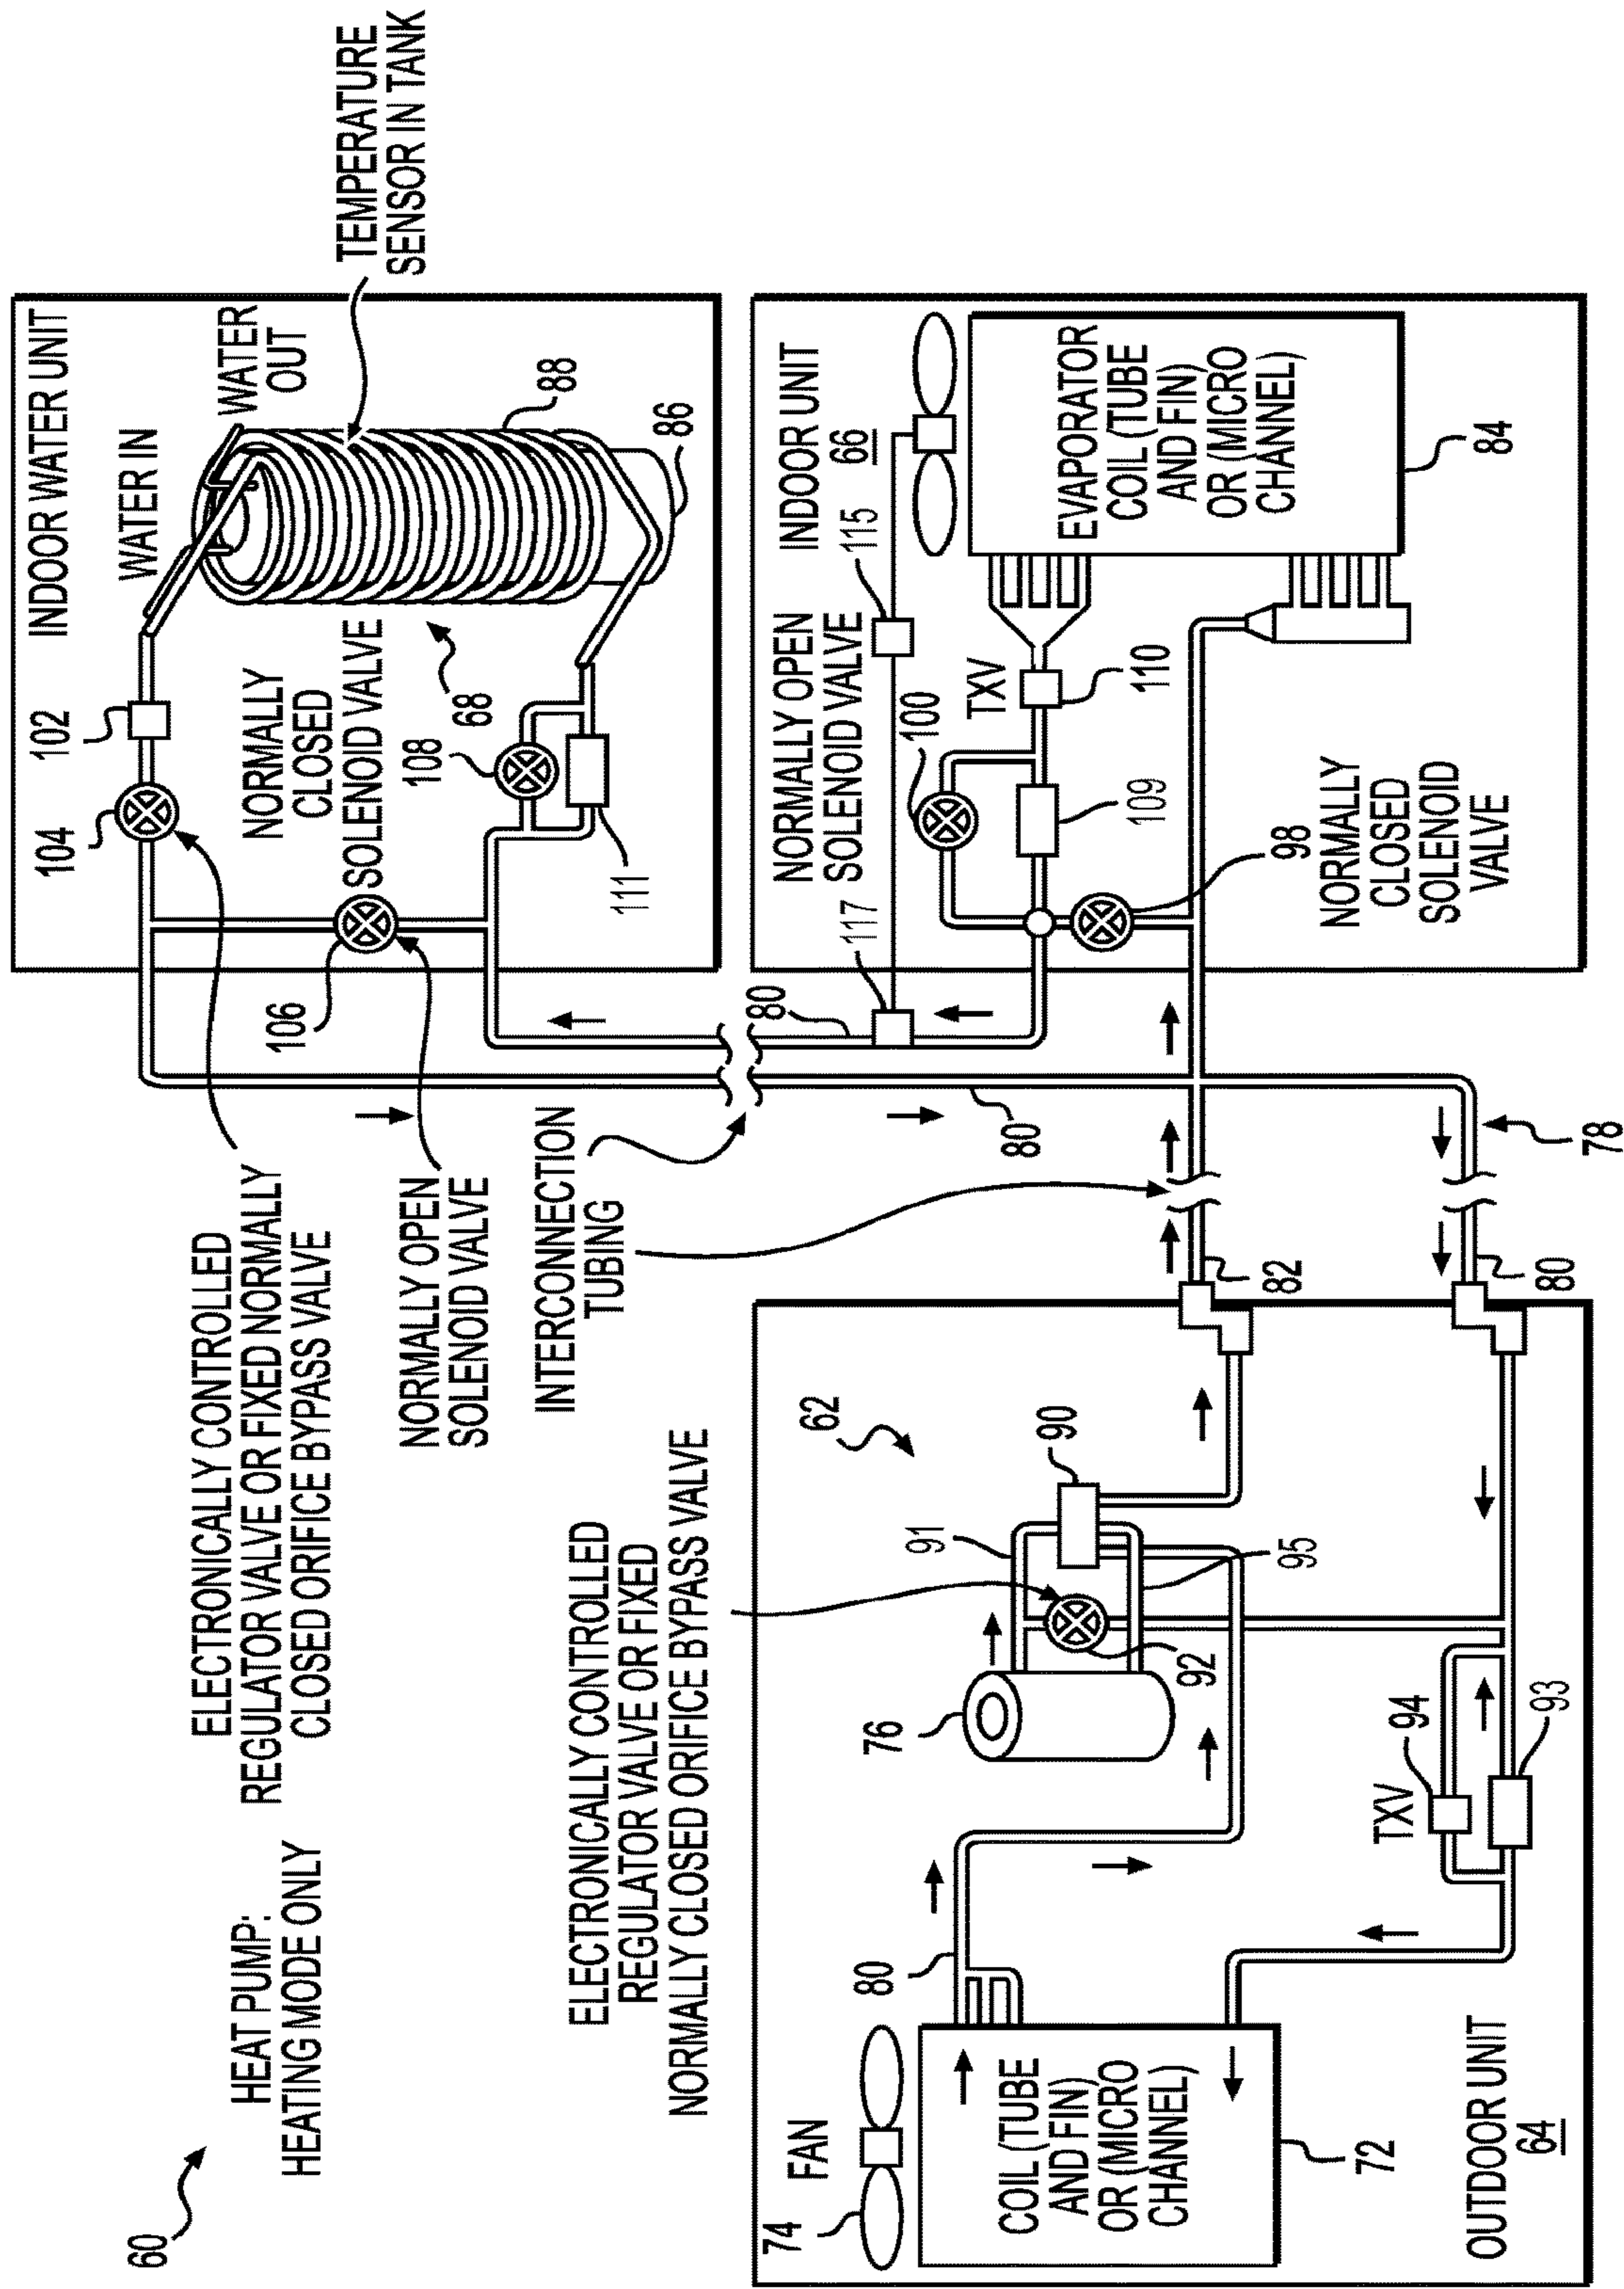 60
HEAT PUMP:
HEATING MODE ONLY
ELECTRONICALLY CONTROLLED
REGULATOR VALVE OR FIXED NORMALLY
CLOSED ORIFICE BYPASS VALVE
NORMALLY OPEN
SOLENOID VALVE
INTERCONNECTION
TUBING
ELECTRONICALLY CONTROLLED
REGULATOR VALVE OR FIXED
NORMALLY CLOSED ORIFICE BYPASS VALVE
INDOOR WATER UNIT
104
102
WATER IN
WATER
OUT
TEMPERATURE
SENSOR IN TANK
NORMALLY
CLOSED
SOLENOID VALVE
106
108
68
88
86
111
80
80
117
NORMALLY OPEN
SOLENOID VALVE
115
INDOOR UNIT
66
100
TXV
110
109
EVAPORATOR
COIL (TUBE
AND FIN)
OR (MICRO
CHANNEL)
84
98
NORMALLY
CLOSED
SOLENOID
VALVE
78
82
80
62
90
91
95
92
76
80
TXV
94
93
FAN
74
COIL (TUBE
AND FIN)
OR (MICRO
CHANNEL)
72
OUTDOOR UNIT
64